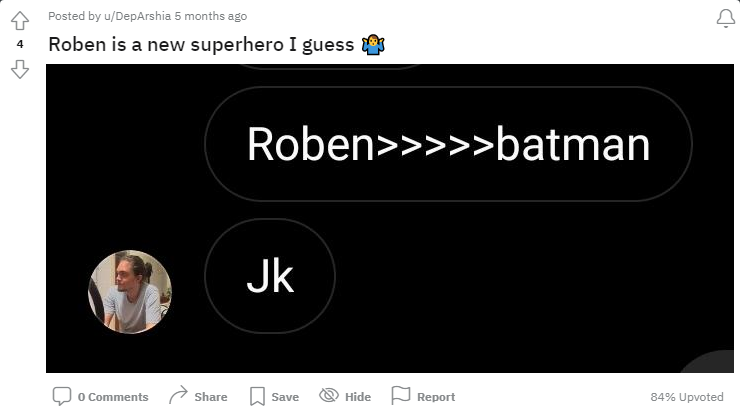 Posted by u/DepArshia 5 months ago
4
Roben is a new superhero I guess 🤷‍♂️
Roben>>>>>batman
Jk
0 Comments Share Save Hide Report 84% Upvoted